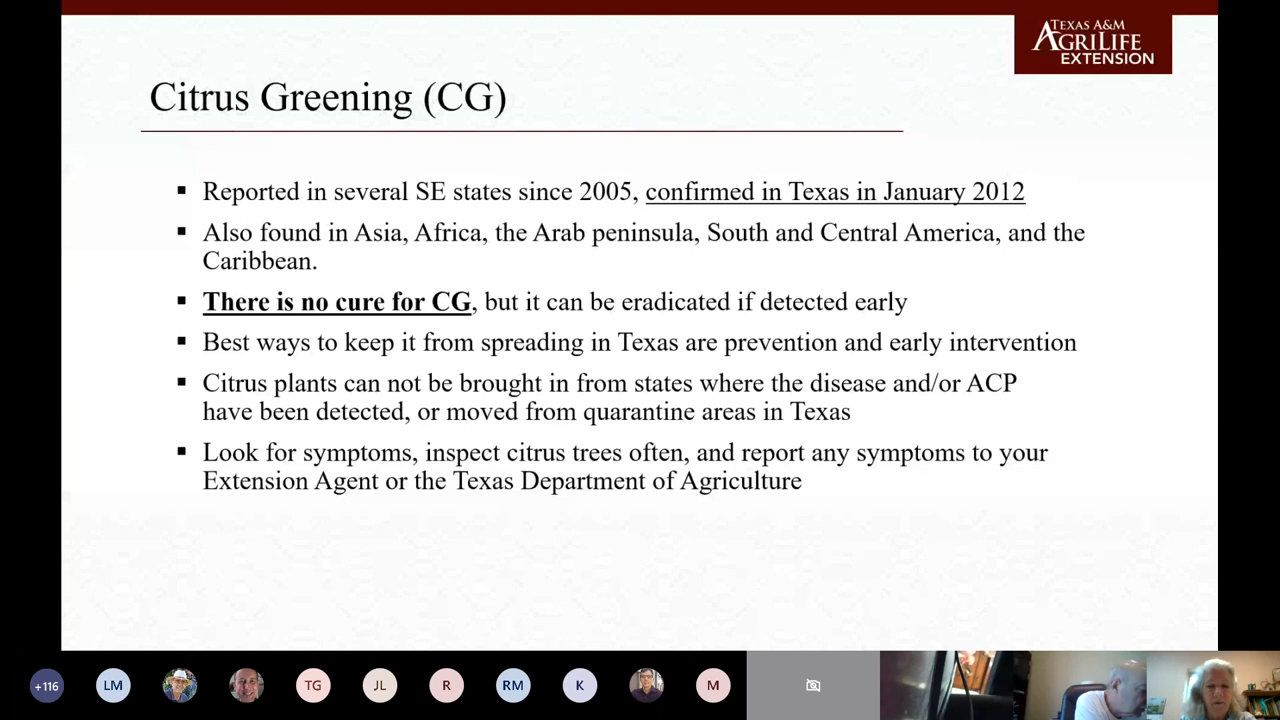 TEXAS A&M
AGRILIFE
EXTENSION
Citrus Greening (CG)
▪ Reported in several SE states since 2005, confirmed in Texas in January 2012
▪ Also found in Asia, Africa, the Arab peninsula, South and Central America, and the
Caribbean.
▪ There is no cure for CG, but it can be eradicated if detected early
▪ Best ways to keep it from spreading in Texas are prevention and early intervention
▪ Citrus plants can not be brought in from states where the disease and/or ACP
have been detected, or moved from quarantine areas in Texas
▪ Look for symptoms, inspect citrus trees often, and report any symptoms to your
Extension Agent or the Texas Department of Agriculture
+116 LM TG JL R RM K M